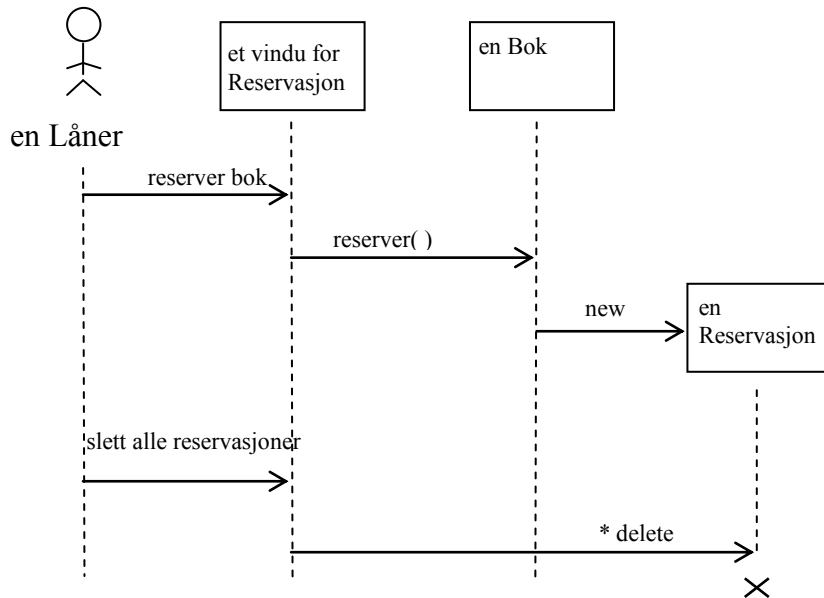 et vindu for
Reservasjon
en Bok
en Låner
reserver bok
reserver( )
new
en
Reservasjon
slett alle reservasjoner
* delete